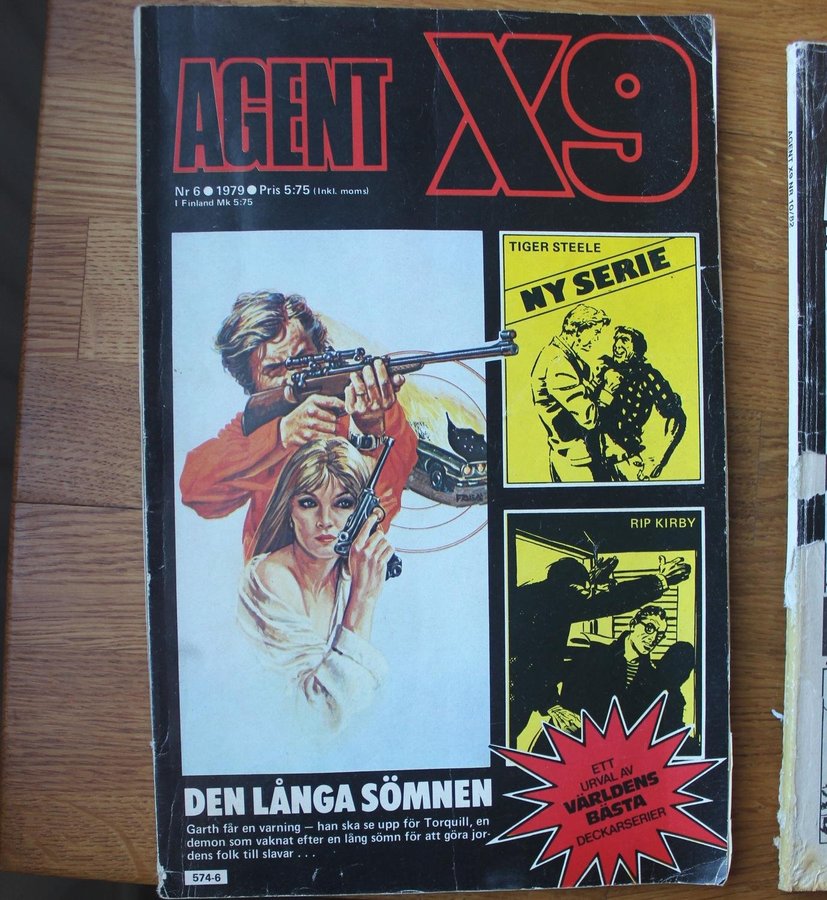 AGENT X9
Nr 6 ● 1979 ● Pris 5:75 (Inkl. moms)
I Finland Mk 5:75
TIGER STEELE
NY SERIE
RIP KIRBY
ETT
URVAL AV
VÄRLDENS
BÄSTA
DECKARSERIER
DEN LÅNGA SÖMNEN
Garth får en varning — han ska se upp för Torquill, en
demon som vaknat efter en lång sömn för att göra jor-
dens folk till slavar . . .
574-6
AGENT X9 NR 10/82